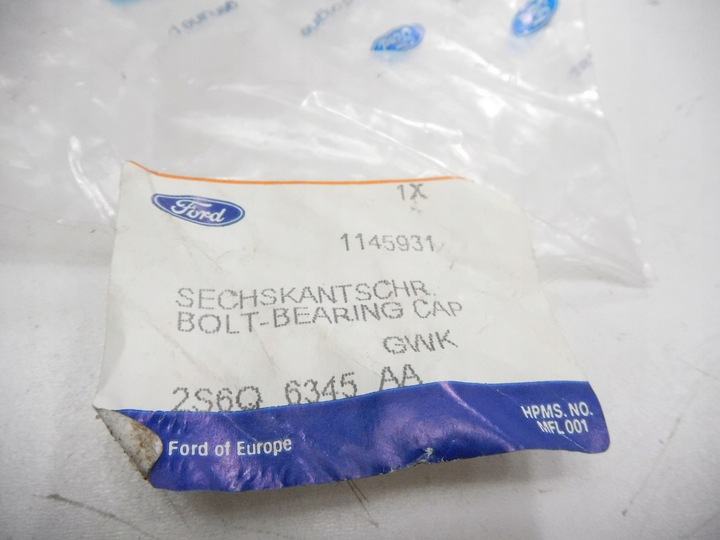 Ford
1X
1145931
SECHSKANTSCHR.
BOLT-BEARING CAP
GWK
2S6Q 6345 AA
HPMS. NO.
MFL 001
Ford of Europe